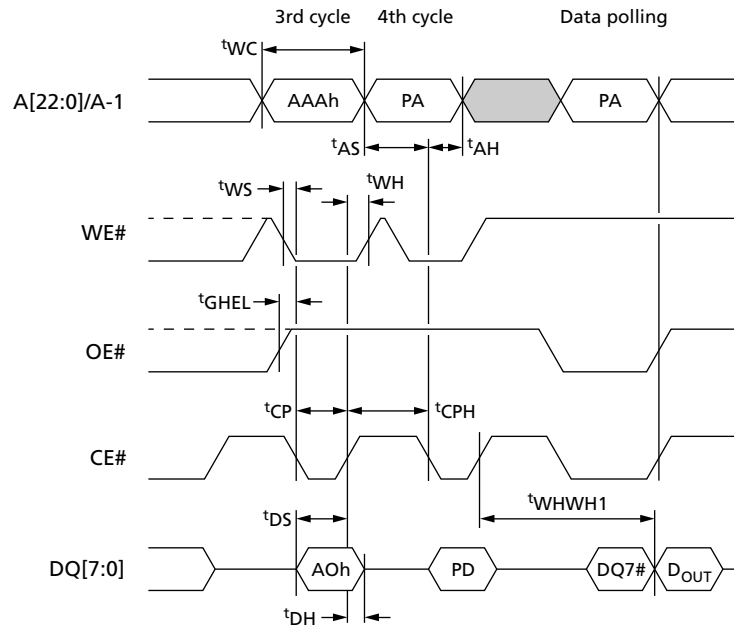 3rd cycle 4th cycle Data polling
tWC
A[22:0]/A-1 AAAh PA PA
tAS tAH
tWS tWH
WE#
tGHEL
OE#
tCP tCPH
CE#
tWHWH1
tDS
DQ[7:0] AOh PD DQ7# DOUT
tDH